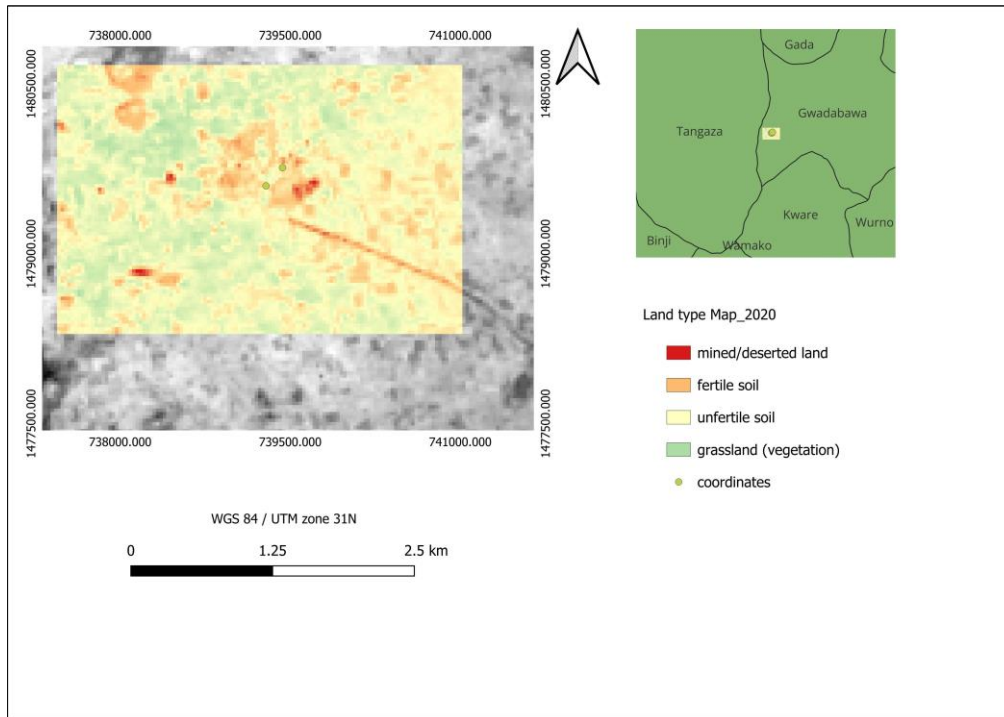 738000.000 739500.000 741000.000
1480500.000 1480500.000
1479000.000 1479000.000
1477500.000 1477500.000
738000.000 739500.000 741000.000
Gada
Gwadabawa
Tangaza
Kware
Wurno
Binji
Wamako
Land type Map_2020
mined/deserted land
fertile soil
unfertile soil
grassland (vegetation)
coordinates
WGS 84 / UTM zone 31N
0 1.25 2.5 km